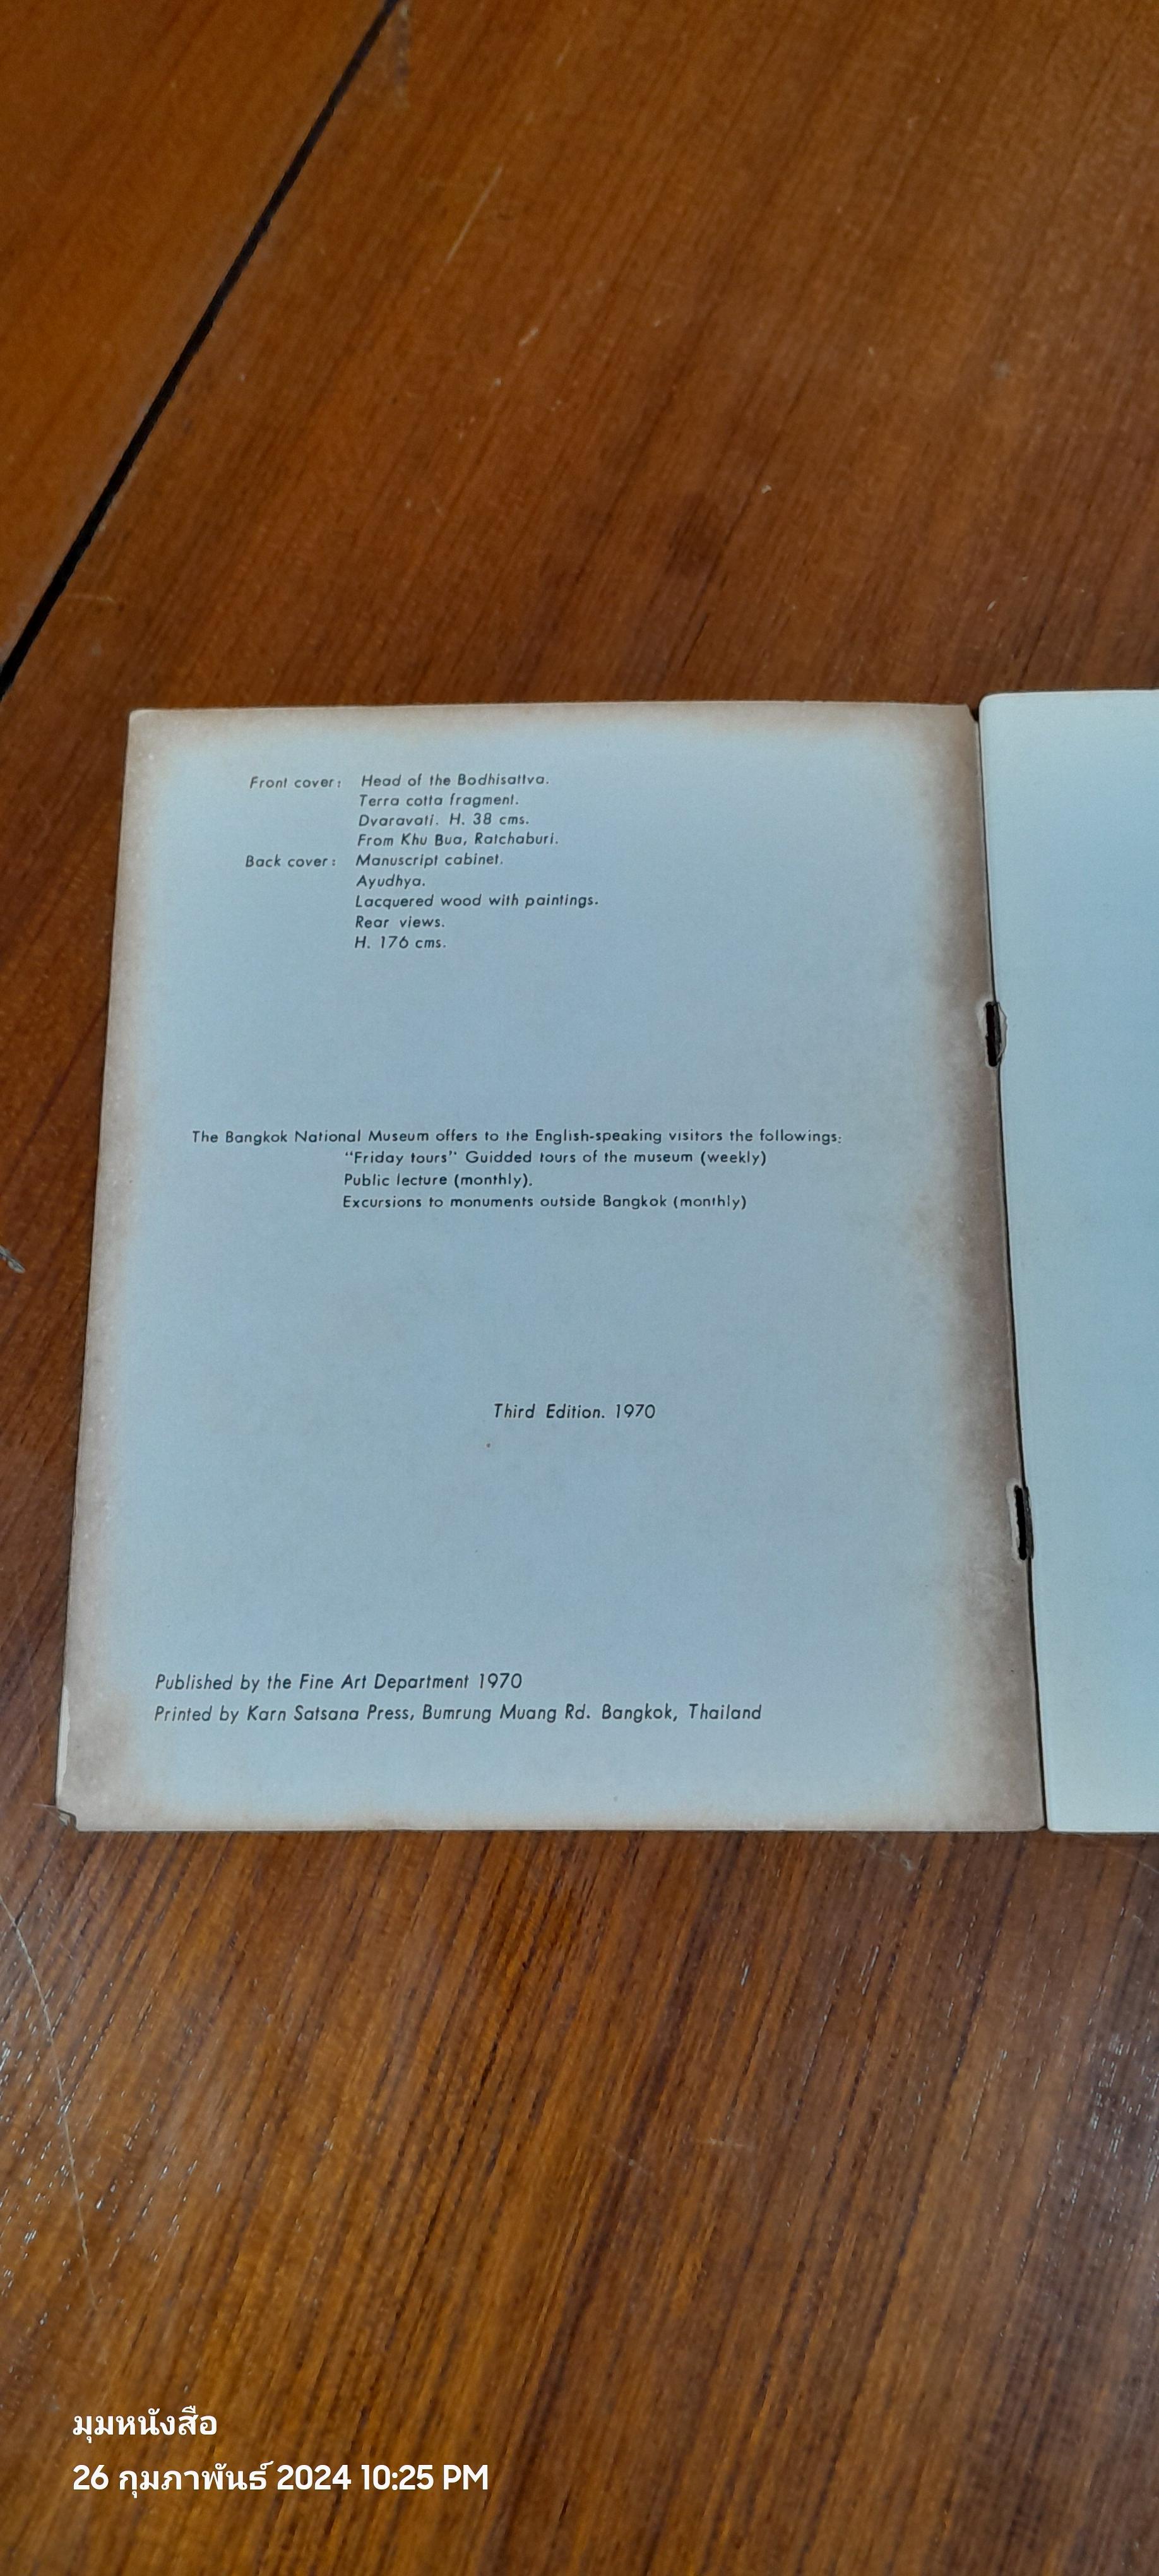 Front cover: Head of the Bodhisattva.
Terra cotta fragment.
Dvaravati. H. 38 cms.
From Khu Bua, Ratchaburi.
Back cover: Manuscript cabinet.
Ayudhya.
Lacquered wood with paintings.
Rear views.
H. 176 cms.
The Bangkok National Museum offers to the English-speaking visitors the followings:
"Friday tours" Guidded tours of the museum (weekly)
Public lecture (monthly).
Excursions to monuments outside Bangkok (monthly)
Third Edition. 1970
Published by the Fine Art Department 1970
Printed by Karn Satsana Press, Bumrung Muang Rd. Bangkok, Thailand
มุมหนังสือ
26 กุมภาพันธ์ 2024 10:25 PM